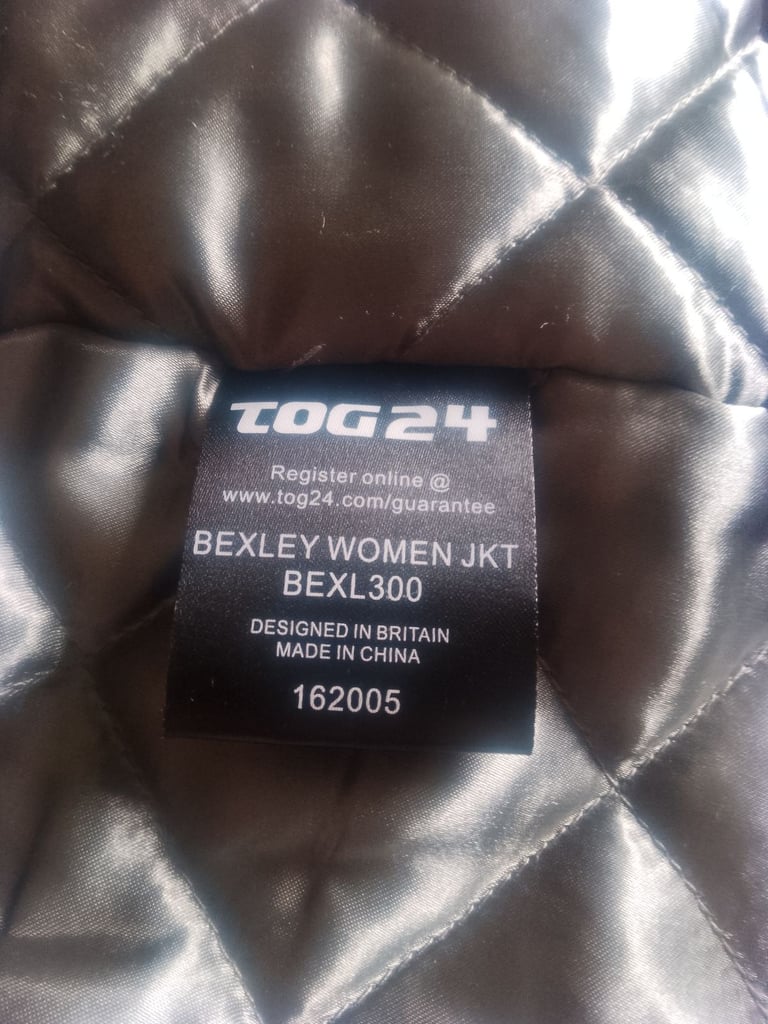 TOG24
Register online @
www.tog24.com/guarantee
BEXLEY WOMEN JKT
BEXL300
DESIGNED IN BRITAIN
MADE IN CHINA
162005